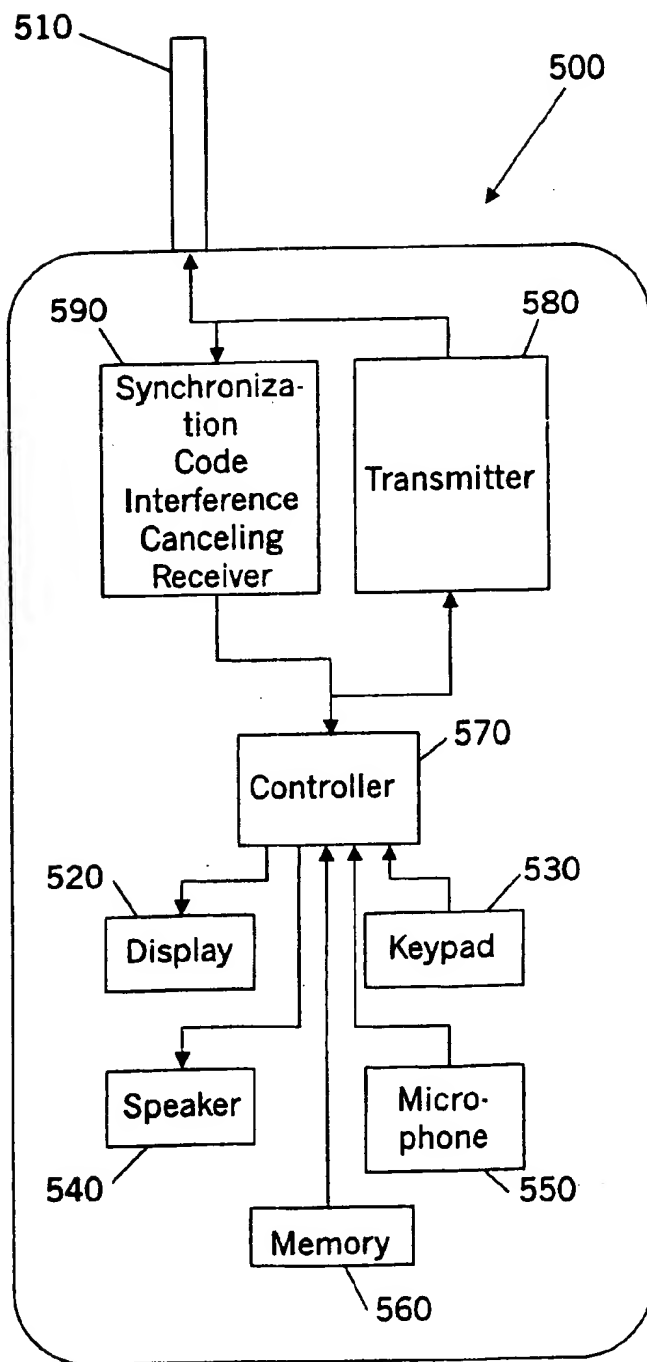 510
500
590
580
Synchroniza-
tion
Code
Interference
Canceling
Receiver
Transmitter
570
Controller
520
530
Display
Keypad
Speaker
Micro-
phone
540
550
Memory
560